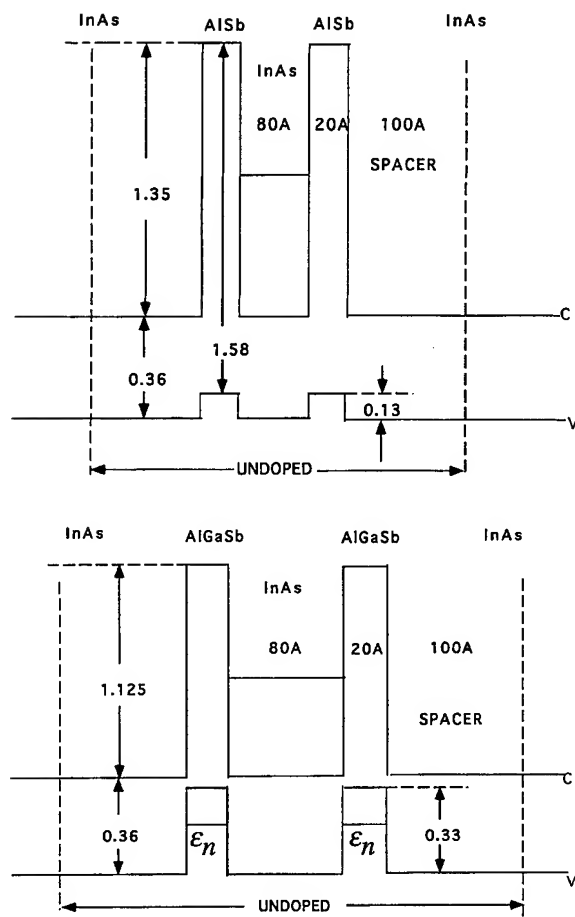 InAs AlSb AlSb InAs
InAs
80A 20A 100A
SPACER
1.35
C
1.58
0.36
0.13
V
UNDOPED
InAs AlGaSb AlGaSb InAs
InAs
80A 20A 100A
1.125
SPACER
C
0.36 εn εn 0.33
V
UNDOPED